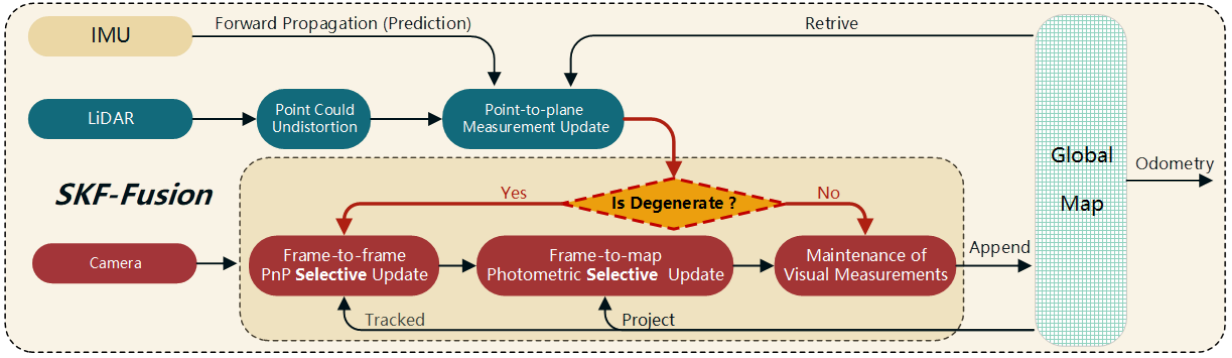 IMU
Forward Propagation (Prediction)
Retrive
LiDAR
Point Could
Undistortion
Point-to-plane
Measurement Update
Global
Map
Odometry
SKF-Fusion
Yes
Is Degenerate ?
No
Camera
Frame-to-frame
PnP Selective Update
Frame-to-map
Photometric Selective Update
Maintenance of
Visual Measurements
Append
Tracked
Project